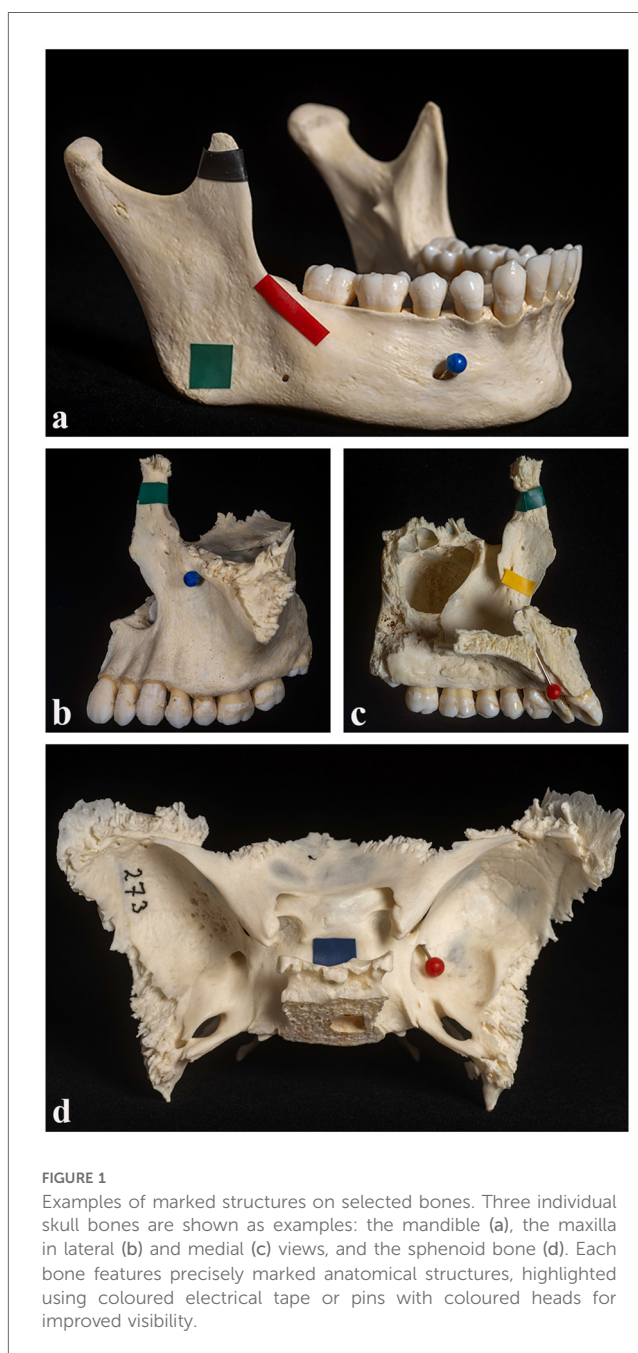 a
b
c
273
d
FIGURE 1
Examples of marked structures on selected bones. Three individual
skull bones are shown as examples: the mandible (a), the maxilla
in lateral (b) and medial (c) views, and the sphenoid bone (d). Each
bone features precisely marked anatomical structures, highlighted
using coloured electrical tape or pins with coloured heads for
improved visibility.